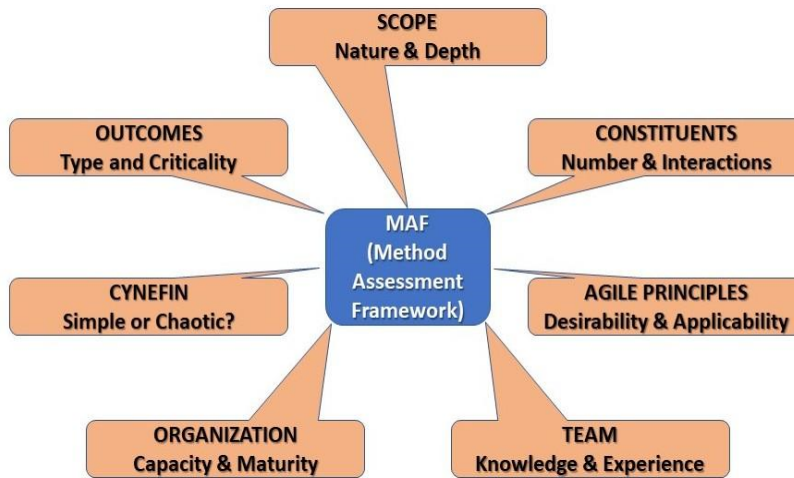 SCOPE
Nature & Depth
OUTCOMES
Type and Criticality
CONSTITUENTS
Number & Interactions
MAF
(Method
Assessment
Framework)
CYNEFIN
Simple or Chaotic?
AGILE PRINCIPLES
Desirability & Applicability
ORGANIZATION
Capacity & Maturity
TEAM
Knowledge & Experience